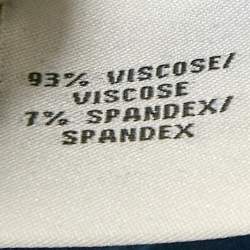 93% VISCOSE/
VISCOSE
7% SPANDEX/
SPANDEX